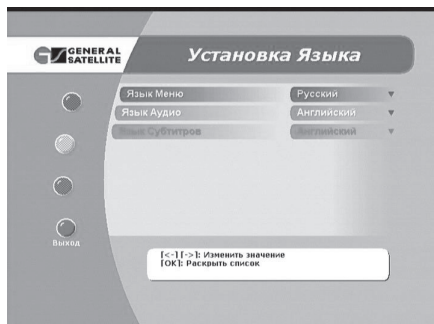 GENERAL
SATELLITE
Установка Языка
Язык Меню Русский
Язык Аудио Английский
Язык Субтитров Английский
Выход
[<-] [->]: Изменить значение
[OK]: Раскрыть список